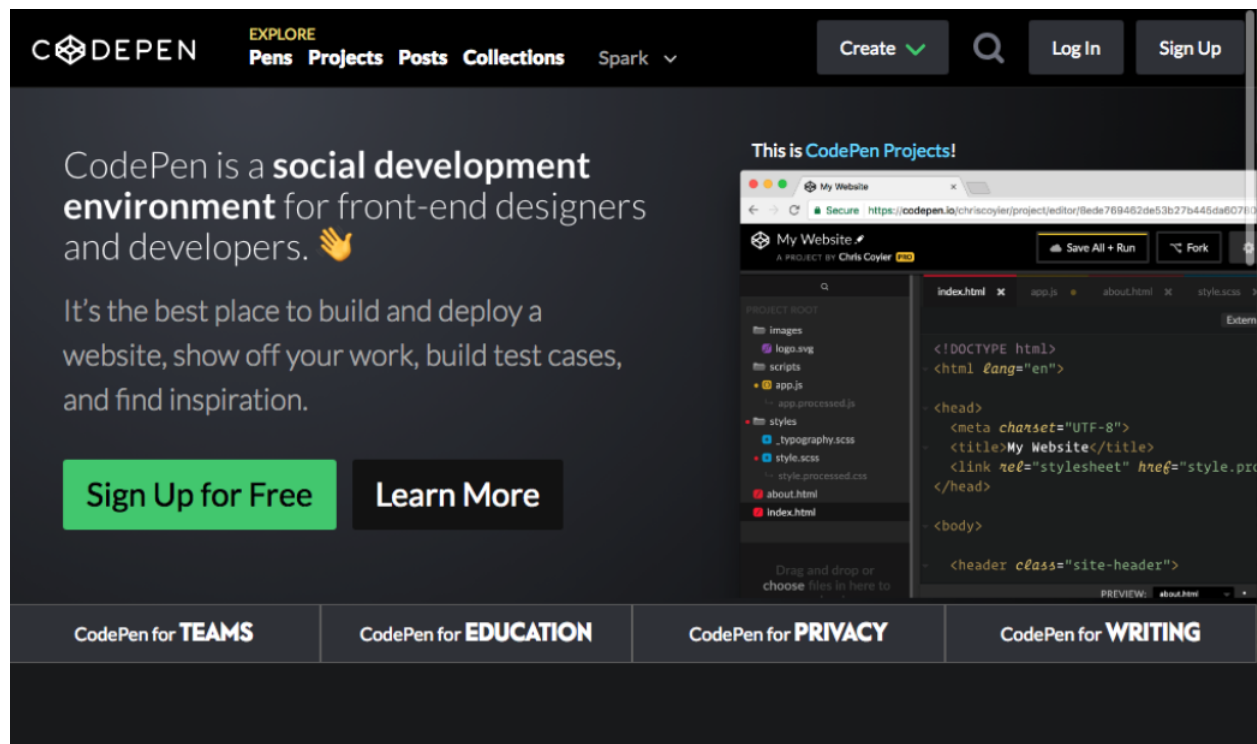 CODEPEN
EXPLORE
Pens Projects Posts Collections
Spark
Create
Log In
Sign Up
CodePen is a social development
environment for front-end designers
and developers. 👋
It's the best place to build and deploy a
website, show off your work, build test cases,
and find inspiration.
Sign Up for Free
Learn More
This is CodePen Projects!
My Website
Secure https://codepen.io/chriscoyier/project/editor/8ede769462de53b27b445da6078
My Website
A PROJECT BY Chris Coyier PRO
Save All + Run
Fork
PROJECT ROOT
images
logo.svg
scripts
app.js
app.processed.js
styles
_typography.scss
style.scss
style.processed.css
about.html
index.html
Drag and drop or
choose files in here to
index.html
app.js
about.html
style.scss
Extern
<!DOCTYPE html>
<html lang="en">
<head>
<meta charset="UTF-8">
<title>My Website</title>
<link rel="stylesheet" href="style.pro
</head>
<body>
<header class="site-header">
PREVIEW: about.html
CodePen for TEAMS
CodePen for EDUCATION
CodePen for PRIVACY
CodePen for WRITING